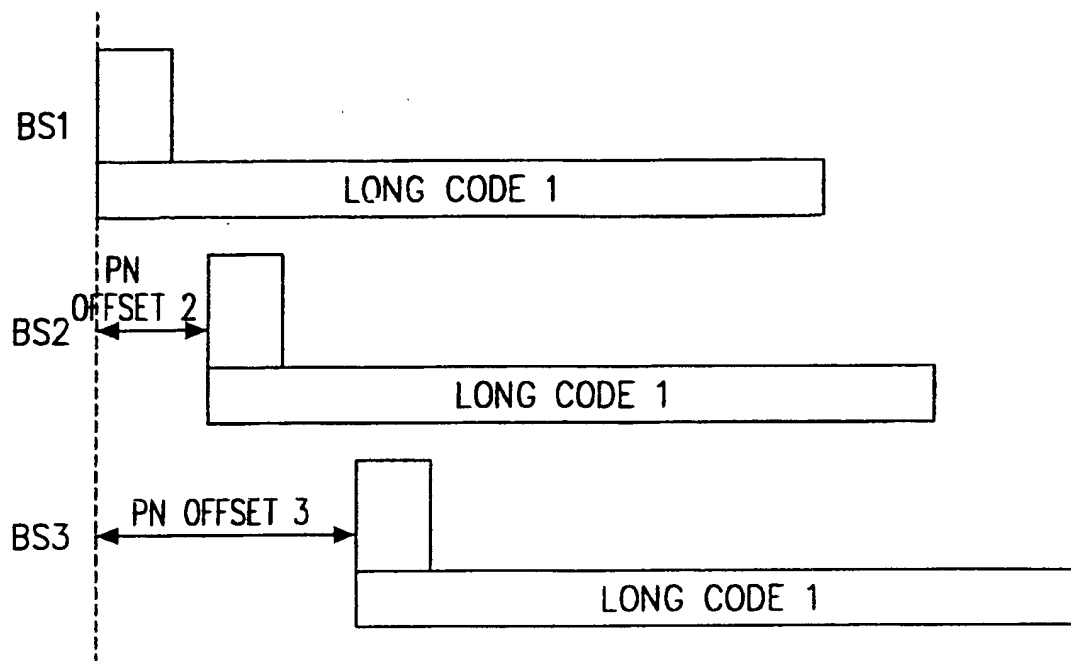 BS1
LONG CODE 1
PN
OFFSET 2
BS2
LONG CODE 1
PN OFFSET 3
BS3
LONG CODE 1